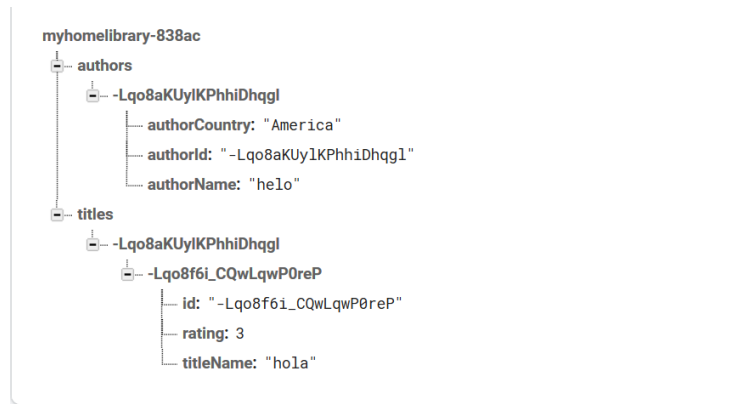 myhomelibrary-838ac
authors
-Lqo8aKUylKPhhiDhqgl
authorCountry: "America"
authorId: "-Lqo8aKUylKPhhiDhqgl"
authorName: "helo"
titles
-Lqo8aKUylKPhhiDhqgl
-Lqo8f6i_CQwLqwP0reP
id: "-Lqo8f6i_CQwLqwP0reP"
rating: 3
titleName: "hola"